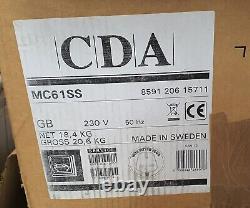 CDA
MC61SS
8591 206 15711
GB 230 V 50 Hz
NET 18,4 KG
GROSS 20,6 KG
MADE IN SWEDEN
SERVICE